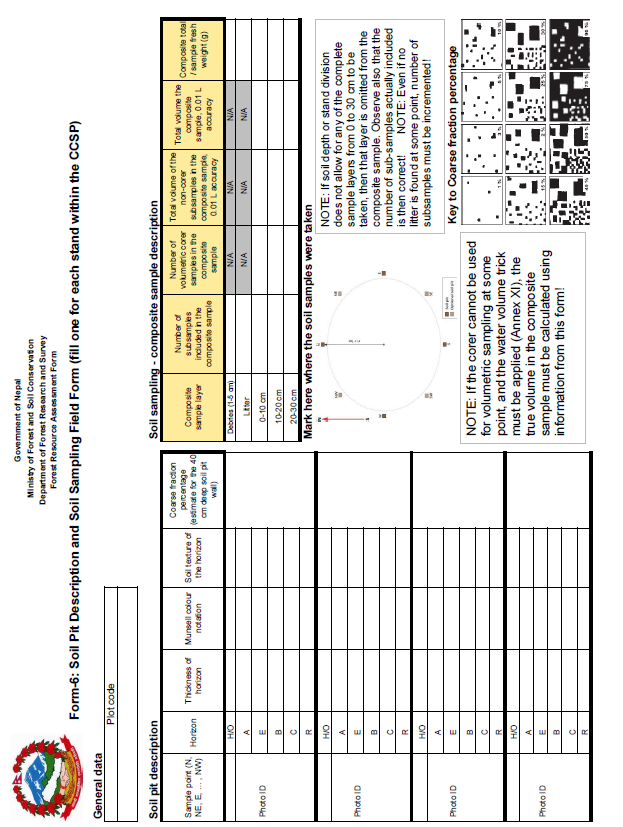 Government of Nepal
Ministry of Forest and Soil Conservation
Department of Forest Research and Survey
Forest Resource Assessment Form
Form-6: Soil Pit Description and Soil Sampling Field Form (fill one for each stand within the CCSP)
General data
Plot code
Soil pit description
Sample point (N,
NE, E, ... , NW)
Horizon
Thickness of
horizon
Munsell colour
notation
Soil texture of
the horizon
Coarse fraction
percentage
(estimate for the 40
cm deep soil pit
wall)
Photo ID
H/O
A
E
B
C
R
Photo ID
H/O
A
E
B
C
R
Photo ID
H/O
A
E
B
C
R
Photo ID
H/O
A
E
B
C
R
Soil sampling - composite sample description
Composite
sample layer
Number of
subsamples
included in the
composite sample
Number of
volumetric corer
samples in the
composite
sample
Total volume of the
non-corer
subsamples in the
composite sample,
0.01 L accuracy
Total volume the
composite
sample, 0.01 L
accuracy
Composite total
/ sample fresh
weight (g)
Debries (1-5 cm)
N/A
N/A
N/A
Litter
N/A
N/A
N/A
0-10 cm
10-20 cm
20-30 cm
Mark here where the soil samples were taken
NOTE: If soil depth or stand division
does not allow for any of the complete
sample layers from 0 to 30 cm to be
taken, then that layer is omitted from the
composite sample. Observe also that the
number of sub-samples actually included
is then correct! NOTE: Even if no
litter is found at some point, number of
subsamples must be incremented!
NOTE: If the corer cannot be used
for volumetric sampling at some
point, and the water volume trick
must be applied (Annex XI), the
true volume in the composite
sample must be calculated using
information from this form!
Key to Coarse fraction percentage